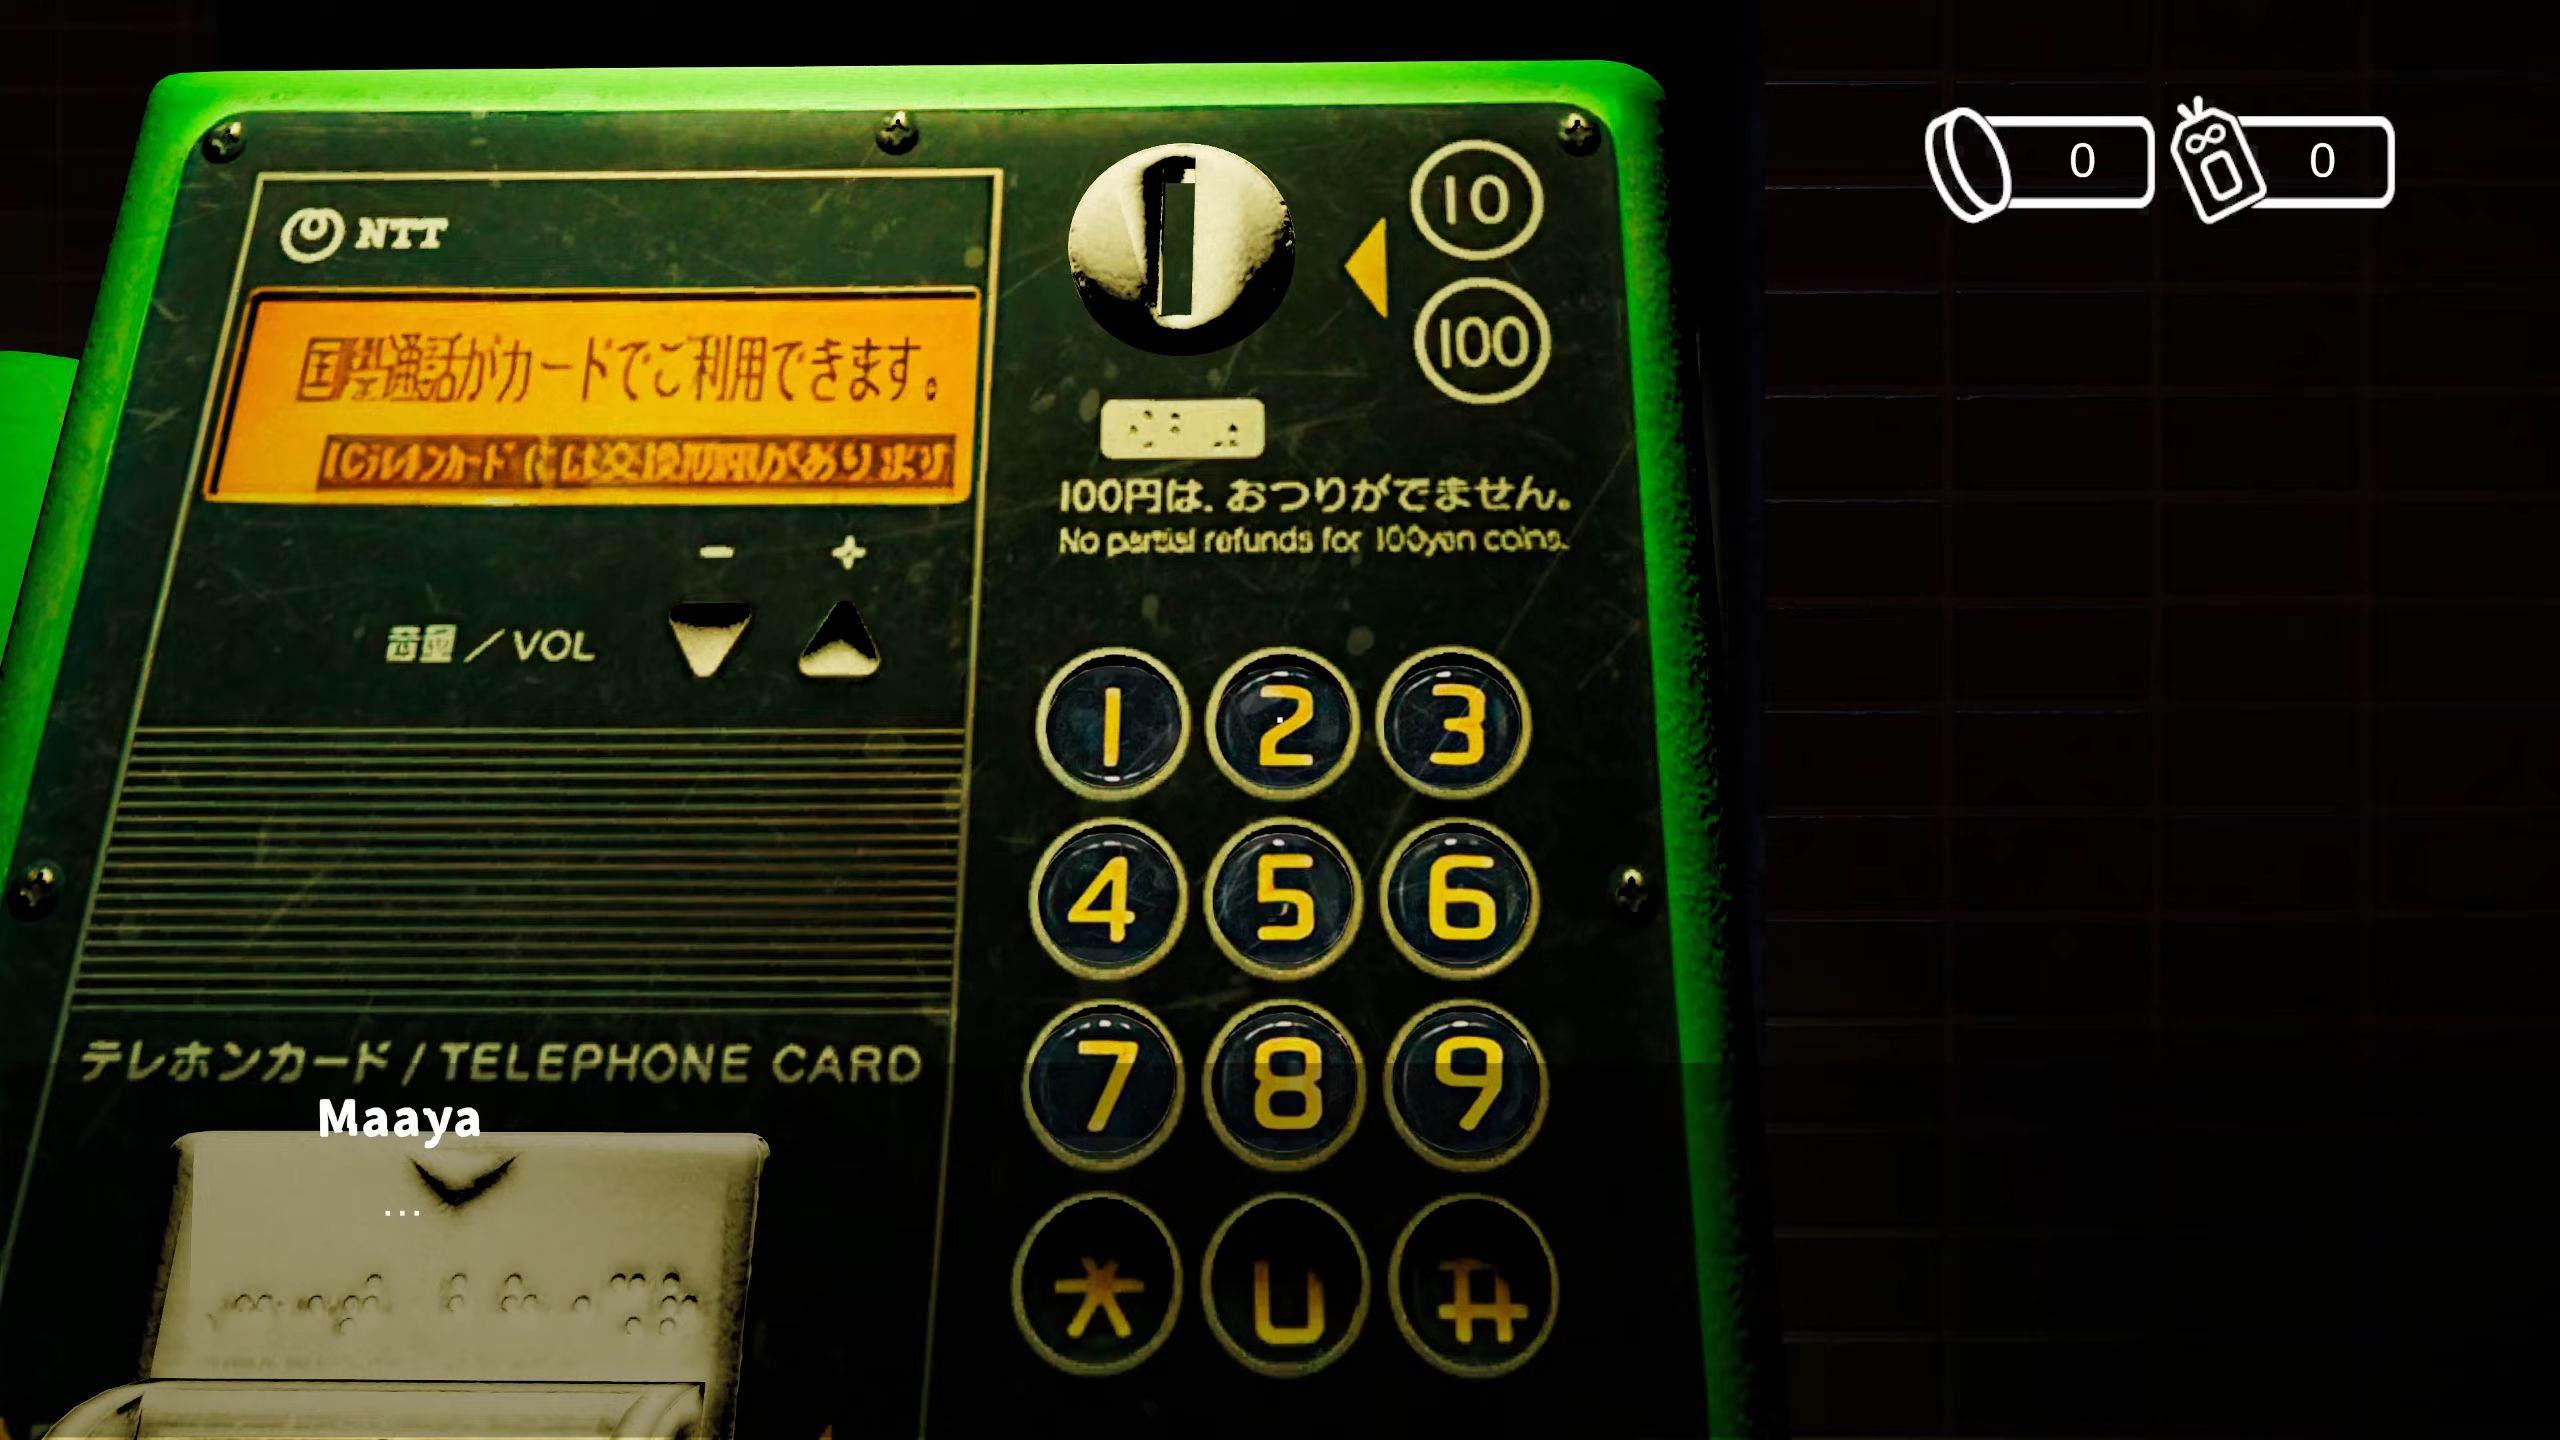 0 0
NTT
10
100
国際通話がカードでご利用できます。
ICテレホンカードには交換期限があります
100円は、おつりがでません。
No partial refunds for 100yen coins.
- +
音量/VOL
1 2 3
4 5 6
7 8 9
テレホンカード/TELEPHONE CARD
Maaya
...
* 0 #